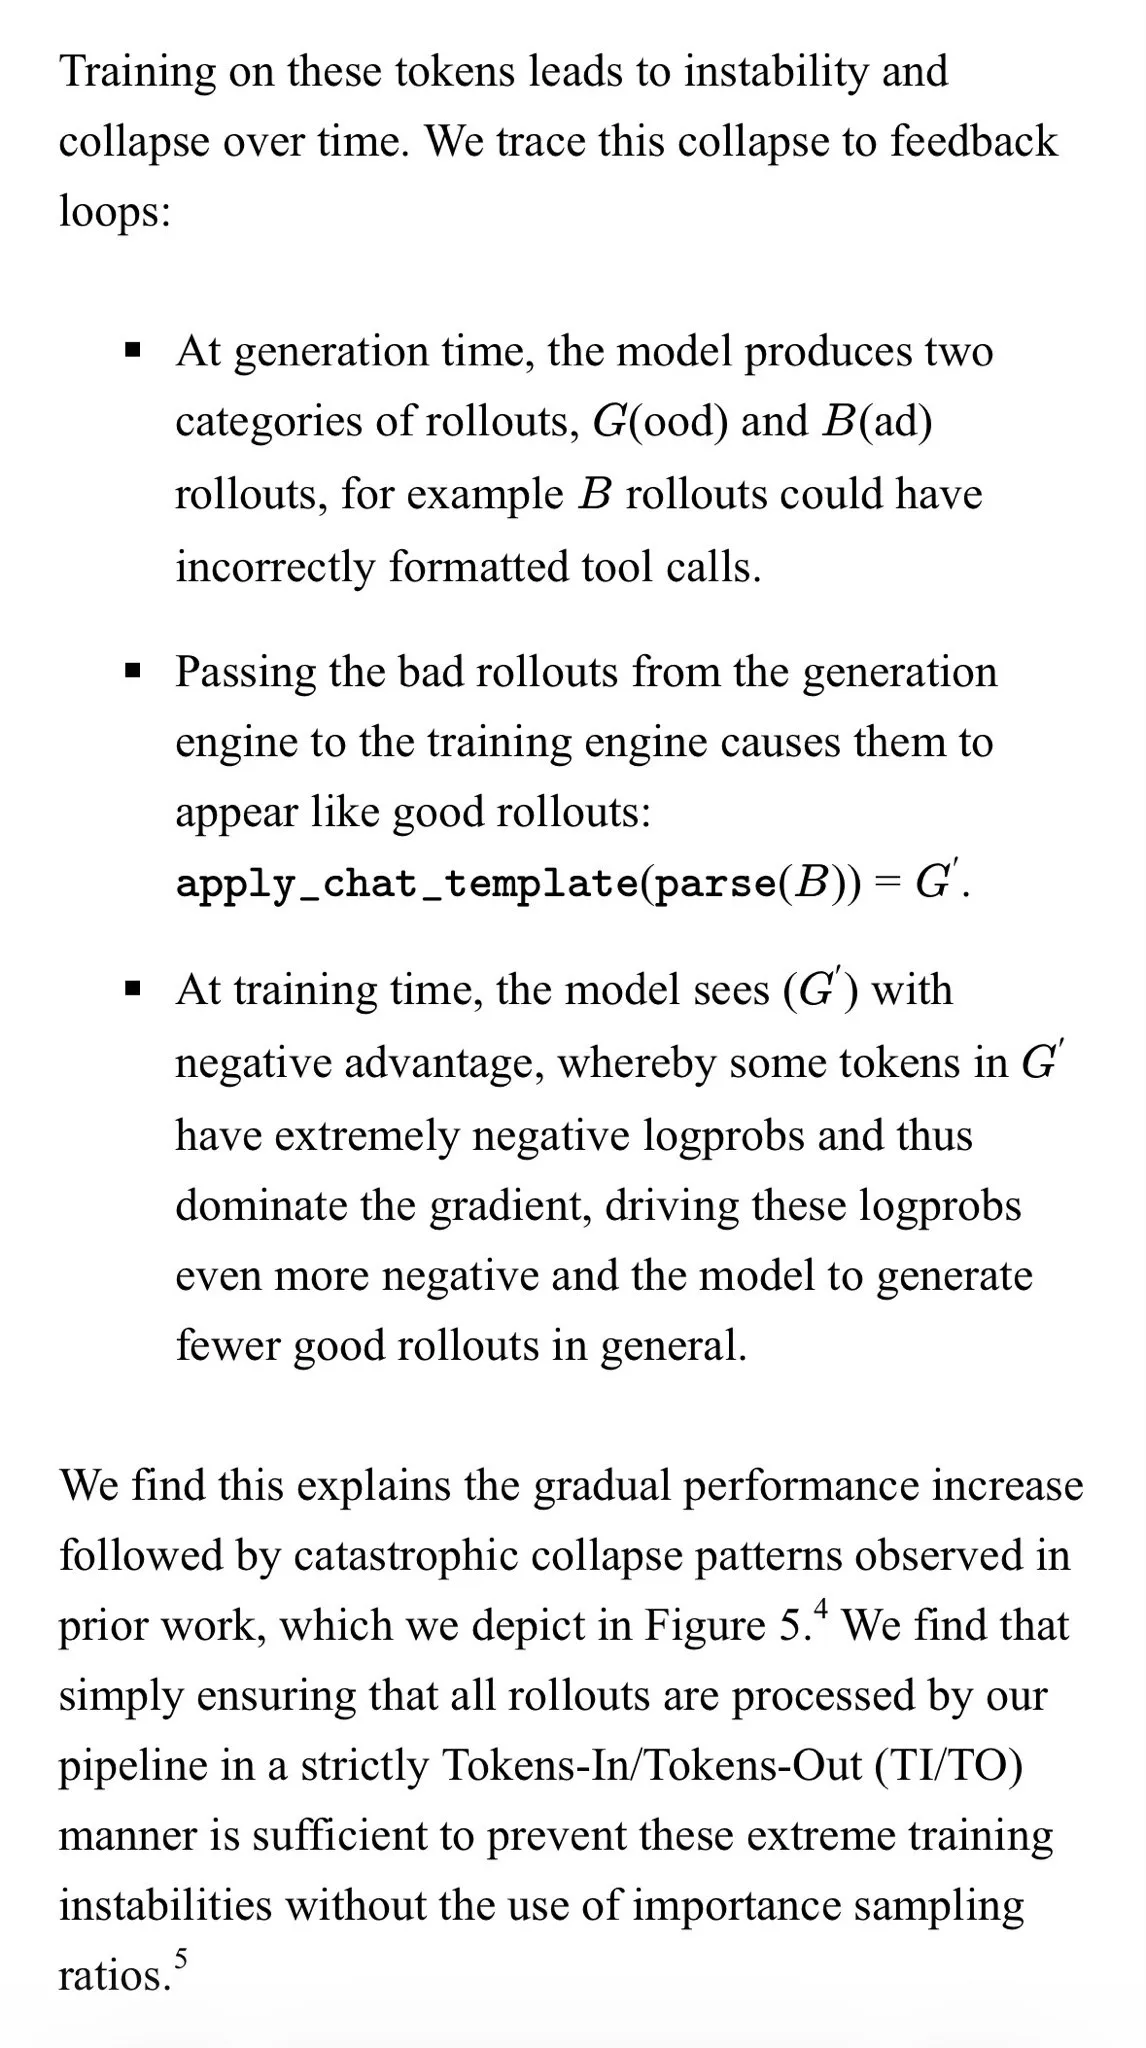 Training on these tokens leads to instability and
collapse over time. We trace this collapse to feedback
loops:
▪ At generation time, the model produces two
categories of rollouts, G(ood) and B(ad)
rollouts, for example B rollouts could have
incorrectly formatted tool calls.
▪ Passing the bad rollouts from the generation
engine to the training engine causes them to
appear like good rollouts:
apply_chat_template(parse(B)) = G′.
▪ At training time, the model sees (G′) with
negative advantage, whereby some tokens in G′
have extremely negative logprobs and thus
dominate the gradient, driving these logprobs
even more negative and the model to generate
fewer good rollouts in general.
We find this explains the gradual performance increase
followed by catastrophic collapse patterns observed in
prior work, which we depict in Figure 5.⁴ We find that
simply ensuring that all rollouts are processed by our
pipeline in a strictly Tokens-In/Tokens-Out (TI/TO)
manner is sufficient to prevent these extreme training
instabilities without the use of importance sampling
ratios.⁵